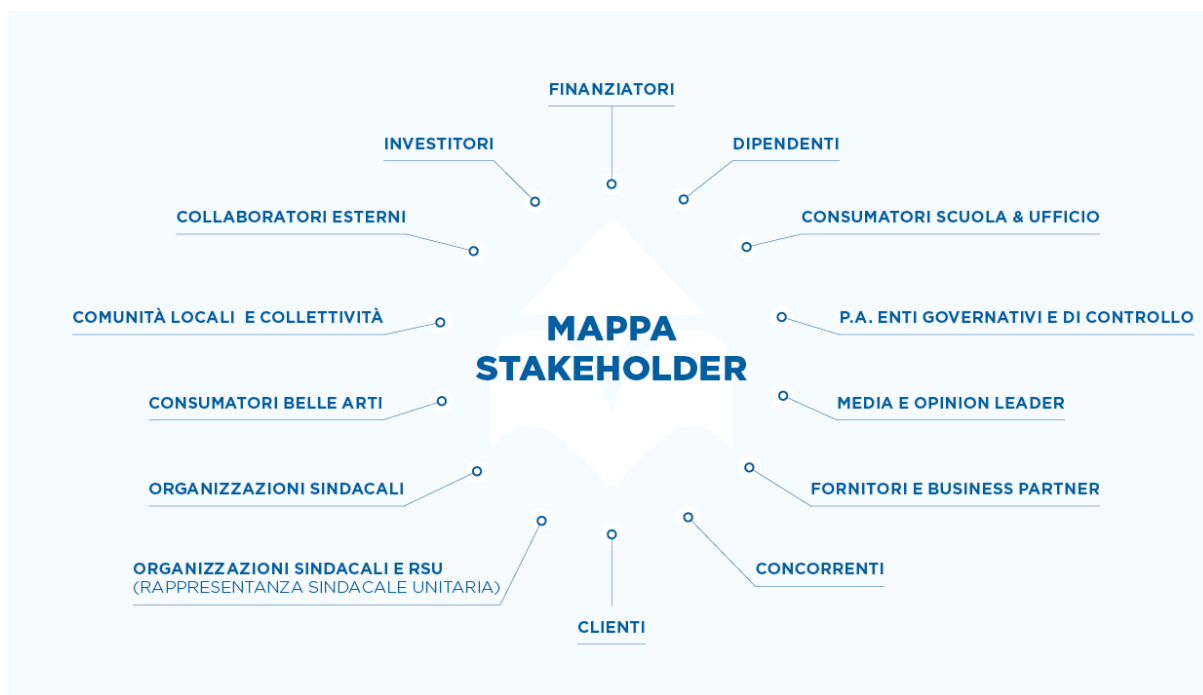 FINANZIATORI
INVESTITORI
DIPENDENTI
COLLABORATORI ESTERNI
CONSUMATORI SCUOLA & UFFICIO
COMUNITÀ LOCALI E COLLETTIVITÀ
MAPPA
STAKEHOLDER
P.A. ENTI GOVERNATIVI E DI CONTROLLO
CONSUMATORI BELLE ARTI
MEDIA E OPINION LEADER
ORGANIZZAZIONI SINDACALI
FORNITORI E BUSINESS PARTNER
ORGANIZZAZIONI SINDACALI E RSU
(RAPPRESENTANZA SINDACALE UNITARIA)
CONCORRENTI
CLIENTI